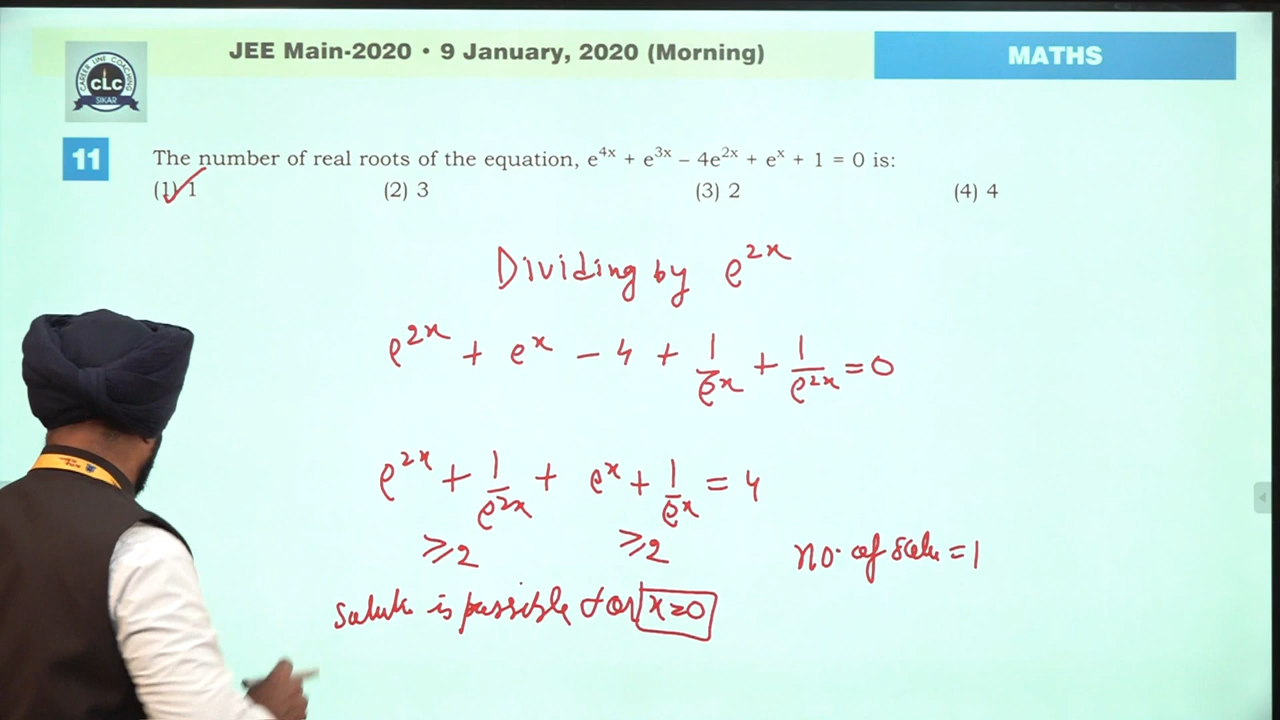 JEE Main-2020 • 9 January, 2020 (Morning)
MATHS
CAREER LINE COACHING
CLC
SIKAR
11 The number of real roots of the equation, e^{4x} + e^{3x} – 4e^{2x} + e^{x} + 1 = 0 is:
(1) 1 (2) 3 (3) 2 (4) 4
Dividing by e^{2x}
e^{2x} + e^{x} - 4 + 1/e^{x} + 1/e^{2x} = 0
e^{2x} + 1/e^{2x} + e^{x} + 1/e^{x} = 4
≥2 ≥2
no. of = 1
is possible for x=0